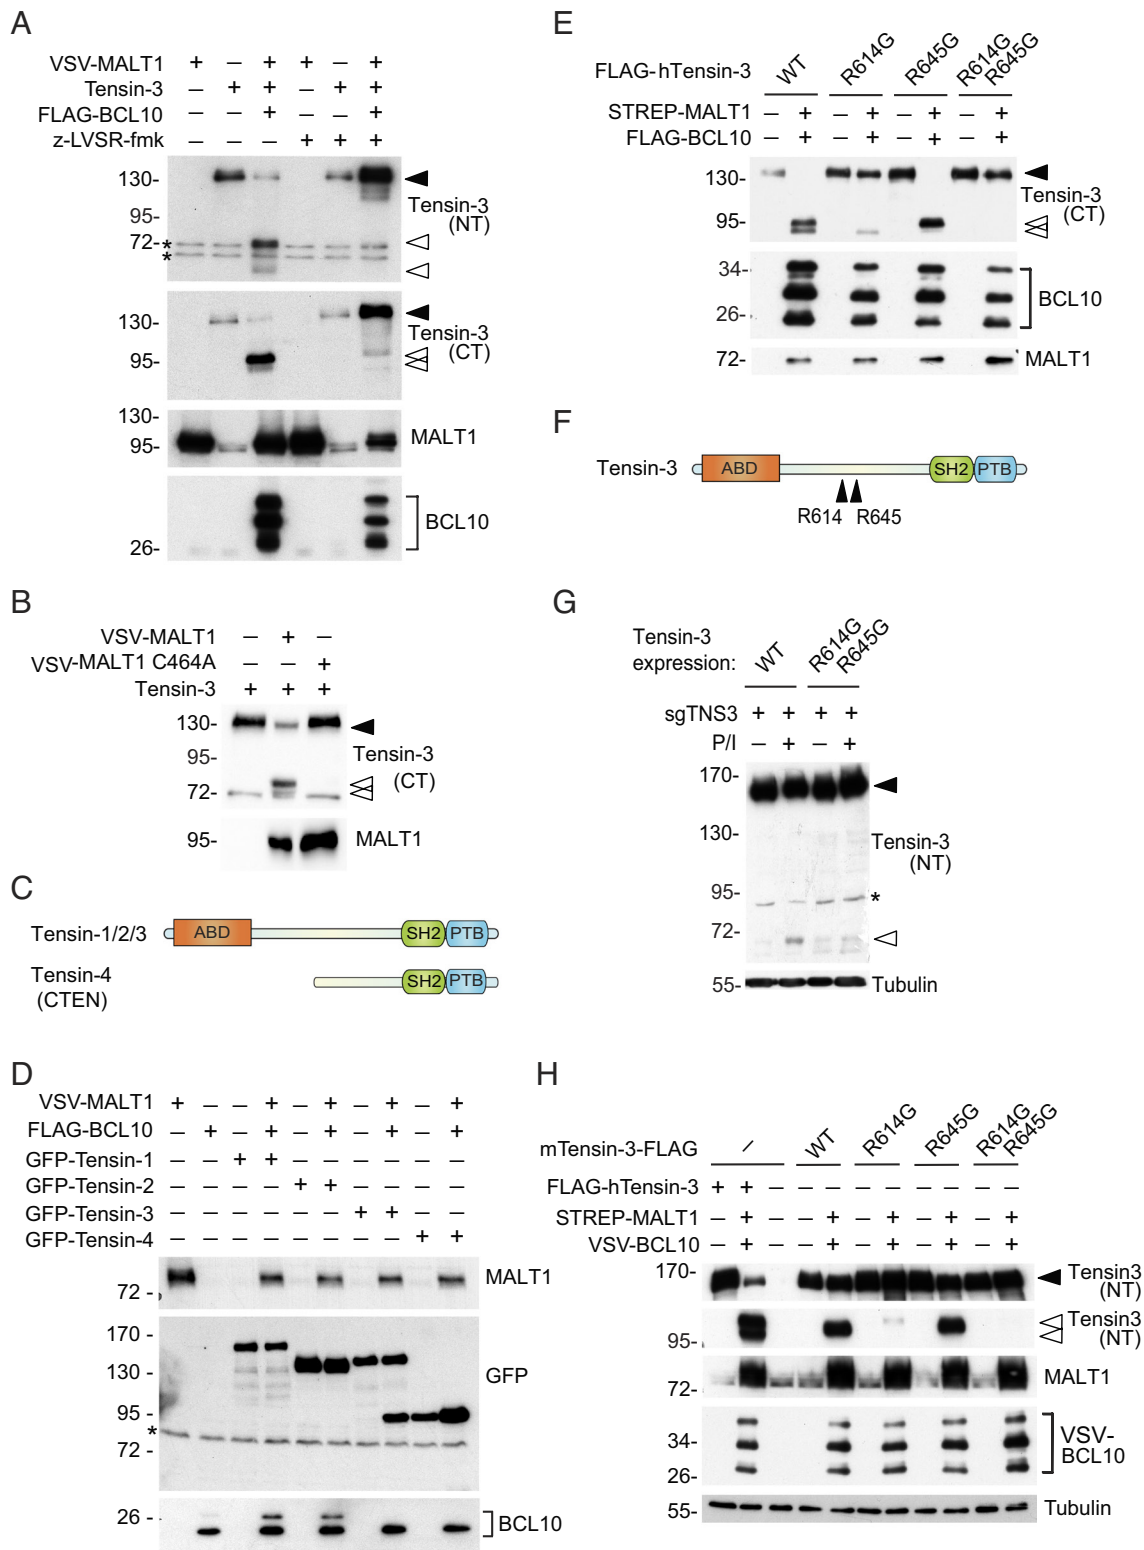 A
VSV-MALT1 + – + + – +
Tensin-3 – + + – + +
FLAG-BCL10 – – + – – +
z-LVSR-fmk – – – + + +
130-
Tensin-3
(NT)
95-
72-
*
*
130-
Tensin-3
(CT)
95-
130-
95-
MALT1
BCL10
26-
B
VSV-MALT1 – + –
VSV-MALT1 C464A – – +
Tensin-3 + + +
130-
95-
Tensin-3
(CT)
72-
95-
MALT1
C
Tensin-1/2/3
ABD
SH2
PTB
Tensin-4
(CTEN)
SH2
PTB
D
VSV-MALT1 + – – + – + – + – +
FLAG-BCL10 – + – + – + – + – +
GFP-Tensin-1 – – + + – – – – – –
GFP-Tensin-2 – – – – + + – – – –
GFP-Tensin-3 – – – – – – + + – –
GFP-Tensin-4 – – – – – – – – + +
MALT1
72 -
170 -
130 -
GFP
95 -
*
72 -
26 -
BCL10
E
FLAG-hTensin-3
WT
R614G
R645G
R614G
R645G
STREP-MALT1 – + – + – + – +
FLAG-BCL10 – + – + – + – +
130-
Tensin-3
(CT)
95-
34-
BCL10
26-
72-
MALT1
F
Tensin-3
ABD
SH2
PTB
R614
R645
G
Tensin-3
expression:
WT
R614G
R645G
sgTNS3 + + + +
P/I – + – +
170-
130-
Tensin-3
(NT)
95-
*
72-
55-
Tubulin
H
mTensin-3-FLAG
–
WT
R614G
R645G
R614G
R645G
FLAG-hTensin-3 + + – – – – – – – – –
STREP-MALT1 – + – – + – + – + – +
VSV-BCL10 – + – – + – + – + – +
170-
Tensin3
(NT)
Tensin3
(NT)
95-
MALT1
72-
34-
VSV-
BCL10
26-
55-
Tubulin